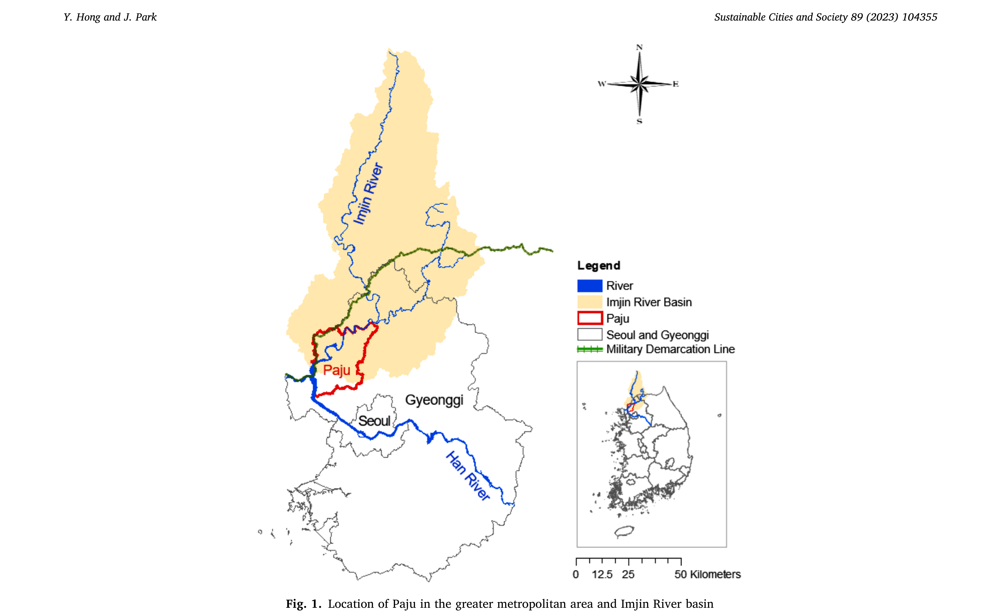 Y. Hong and J. Park
Sustainable Cities and Society 89 (2023) 104355
N
W
E
S
Imjin River
Legend
River
Imjin River Basin
Paju
Seoul and Gyeonggi
Military Demarcation Line
Paju
Gyeonggi
Seoul
Han River
0 12.5 25 50 Kilometers
Fig. 1. Location of Paju in the greater metropolitan area and Imjin River basin